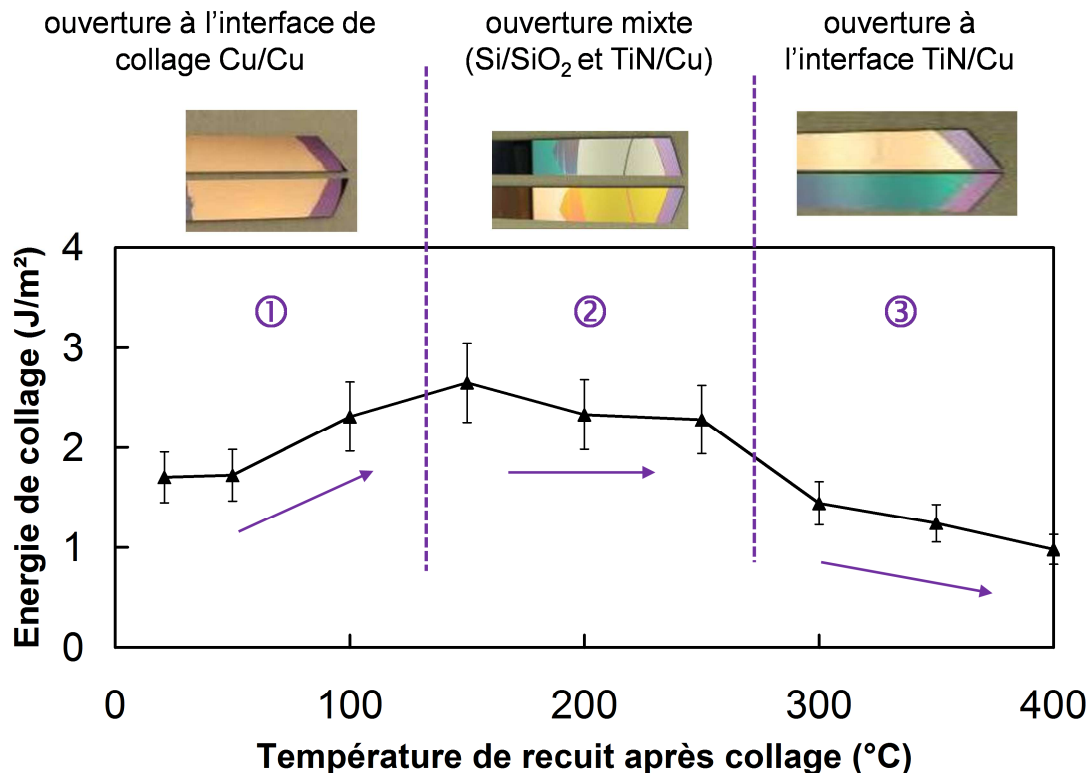 ouverture à l’interface de
collage Cu/Cu
ouverture mixte
(Si/SiO₂ et TiN/Cu)
ouverture à
l’interface TiN/Cu
①
②
③
Energie de collage (J/m²)
4
3
2
1
0
0
100
200
300
400
Température de recuit après collage (°C)